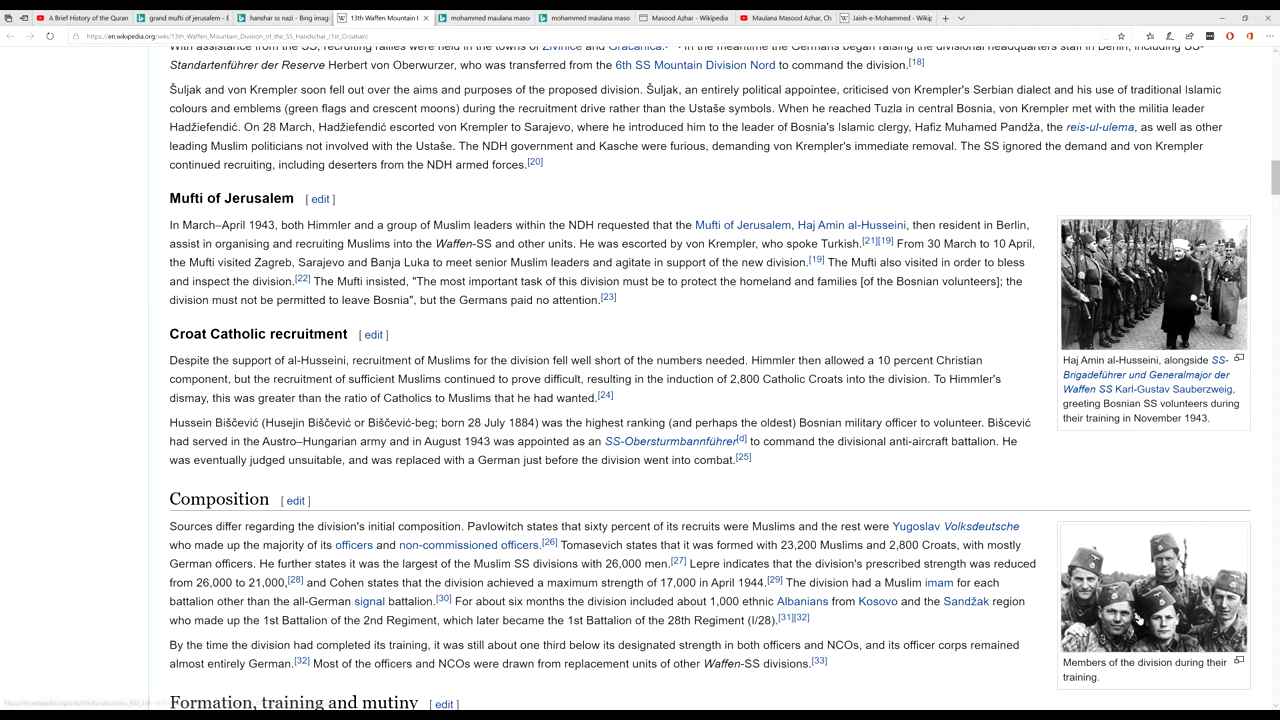 A Brief History of the Quran
grand mufti of jerusalem - B
hanshar ss nazi - Bing imag
13th Waffen Mountain
mohammed maulana maso
mohammed maulana maso
Masood Azhar - Wikipedia
Maulana Masood Azhar, Ch
Jaish-e-Mohammed - Wikip
https://en.wikipedia.org/wiki/13th_Waffen_Mountain_Division_of_the_SS_Handschar_(1st_Croatian)
With assistance from the SS, recruiting rallies were held in the towns of Živinice and Gračanica. In the meantime the Germans began raising the divisional headquarters staff in Berlin, including SS-
Standartenführer der Reserve Herbert von Oberwurzer, who was transferred from the 6th SS Mountain Division Nord to command the division.[18]
Šuljak and von Krempler soon fell out over the aims and purposes of the proposed division. Šuljak, an entirely political appointee, criticised von Krempler's Serbian dialect and his use of traditional Islamic
colours and emblems (green flags and crescent moons) during the recruitment drive rather than the Ustaše symbols. When he reached Tuzla in central Bosnia, von Krempler met with the militia leader
Hadžiefendić. On 28 March, Hadžiefendić escorted von Krempler to Sarajevo, where he introduced him to the leader of Bosnia's Islamic clergy, Hafiz Muhamed Pandža, the reis-ul-ulema, as well as other
leading Muslim politicians not involved with the Ustaše. The NDH government and Kasche were furious, demanding von Krempler's immediate removal. The SS ignored the demand and von Krempler
continued recruiting, including deserters from the NDH armed forces.[20]
Mufti of Jerusalem [ edit ]
In March–April 1943, both Himmler and a group of Muslim leaders within the NDH requested that the Mufti of Jerusalem, Haj Amin al-Husseini, then resident in Berlin,
assist in organising and recruiting Muslims into the Waffen-SS and other units. He was escorted by von Krempler, who spoke Turkish.[21][19] From 30 March to 10 April,
the Mufti visited Zagreb, Sarajevo and Banja Luka to meet senior Muslim leaders and agitate in support of the new division.[19] The Mufti also visited in order to bless
and inspect the division.[22] The Mufti insisted, "The most important task of this division must be to protect the homeland and families [of the Bosnian volunteers]; the
division must not be permitted to leave Bosnia", but the Germans paid no attention.[23]
Haj Amin al-Husseini, alongside SS-
Brigadeführer und Generalmajor der
Waffen SS Karl-Gustav Sauberzweig,
greeting Bosnian SS volunteers during
their training in November 1943.
Croat Catholic recruitment [ edit ]
Despite the support of al-Husseini, recruitment of Muslims for the division fell well short of the numbers needed. Himmler then allowed a 10 percent Christian
component, but the recruitment of sufficient Muslims continued to prove difficult, resulting in the induction of 2,800 Catholic Croats into the division. To Himmler's
dismay, this was greater than the ratio of Catholics to Muslims that he had wanted.[24]
Hussein Biščević (Husejin Biščević or Biščević-beg; born 28 July 1884) was the highest ranking (and perhaps the oldest) Bosnian military officer to volunteer. Biščević
had served in the Austro–Hungarian army and in August 1943 was appointed as an SS-Obersturmbannführer[d] to command the divisional anti-aircraft battalion. He
was eventually judged unsuitable, and was replaced with a German just before the division went into combat.[25]
Composition [ edit ]
Sources differ regarding the division's initial composition. Pavlowitch states that sixty percent of its recruits were Muslims and the rest were Yugoslav Volksdeutsche
who made up the majority of its officers and non-commissioned officers.[26] Tomasevich states that it was formed with 23,200 Muslims and 2,800 Croats, with mostly
German officers. He further states it was the largest of the Muslim SS divisions with 26,000 men.[27] Lepre indicates that the division's prescribed strength was reduced
from 26,000 to 21,000,[28] and Cohen states that the division achieved a maximum strength of 17,000 in April 1944.[29] The division had a Muslim imam for each
battalion other than the all-German signal battalion.[30] For about six months the division included about 1,000 ethnic Albanians from Kosovo and the Sandžak region
who made up the 1st Battalion of the 2nd Regiment, which later became the 1st Battalion of the 28th Regiment (I/28).[31][32]
By the time the division had completed its training, it was still about one third below its designated strength in both officers and NCOs, and its officer corps remained
almost entirely German.[32] Most of the officers and NCOs were drawn from replacement units of other Waffen-SS divisions.[33]
Members of the division during their
training.
Formation, training and mutiny [ edit ]